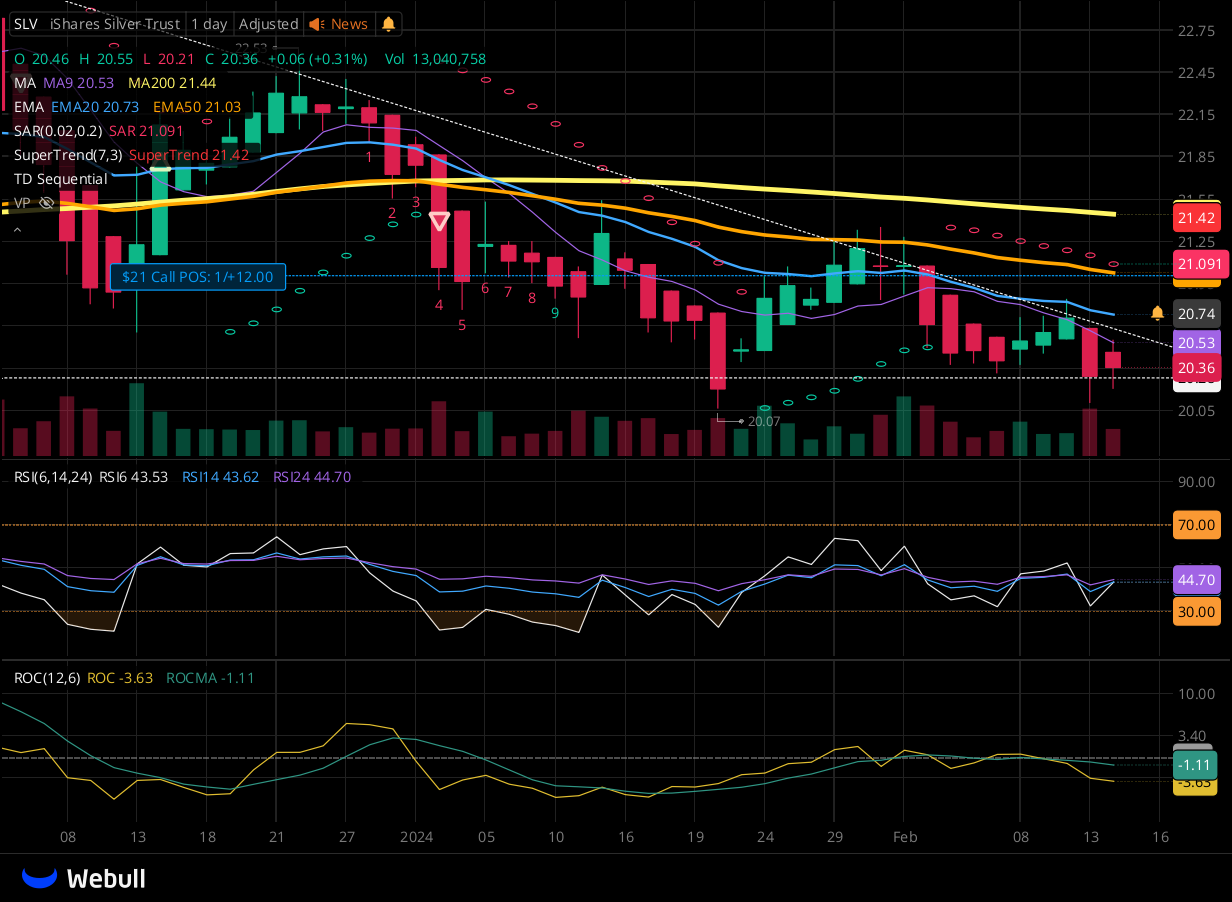 SLV iShares Silver Trust 1 day Adjusted News
O 20.46 H 20.55 L 20.21 C 20.36 +0.06 (+0.31%) Vol 13,040,758
MA MA9 20.53 MA200 21.44
EMA EMA20 20.73 EMA50 21.03
SAR(0.02,0.2) SAR 21.091
SuperTrend(7,3) SuperTrend 21.42
TD Sequential
VP
$21 Call POS: 1/+12.00
1
2
3
4
5
6
7
8
9
20.07
22.75
22.45
22.15
21.85
21.42
21.25
21.091
20.74
20.53
20.36
20.05
RSI(6,14,24) RSI6 43.53 RSI14 43.62 RSI24 44.70
90.00
70.00
44.70
30.00
ROC(12,6) ROC -3.63 ROCMA -1.11
10.00
3.40
-1.11
-3.63
08 13 18 21 27 2024 05 10 16 19 24 29 Feb 08 13 16
Webull